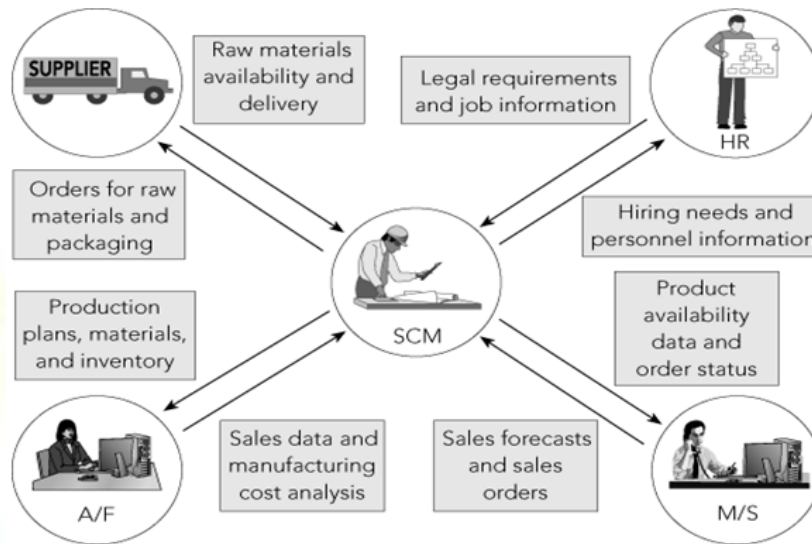 SUPPLIER
Raw materials
availability and
delivery
Legal requirements
and job information
HR
Orders for raw
materials and
packaging
Hiring needs and
personnel information
SCM
Production
plans, materials,
and inventory
Product
availability
data and
order status
Sales data and
manufacturing
cost analysis
Sales forecasts
and sales
orders
A/F
M/S